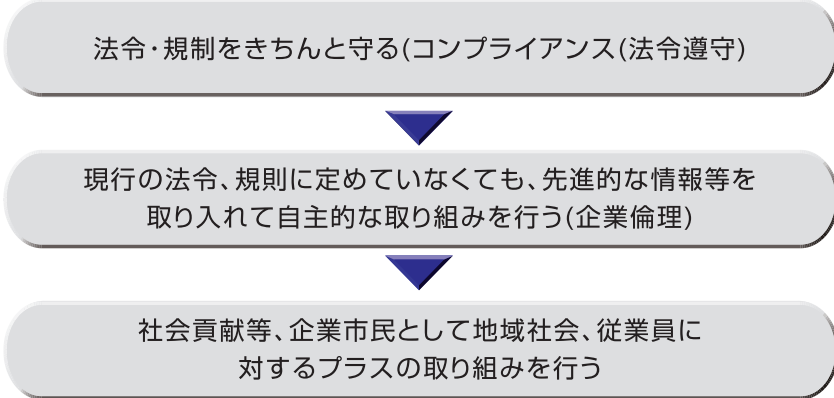 法令・規制をきちんと守る(コンプライアンス(法令遵守)
現行の法令、規則に定めていなくても、先進的な情報等を
取り入れて自主的な取り組みを行う(企業倫理)
社会貢献等、企業市民として地域社会、従業員に
対するプラスの取り組みを行う